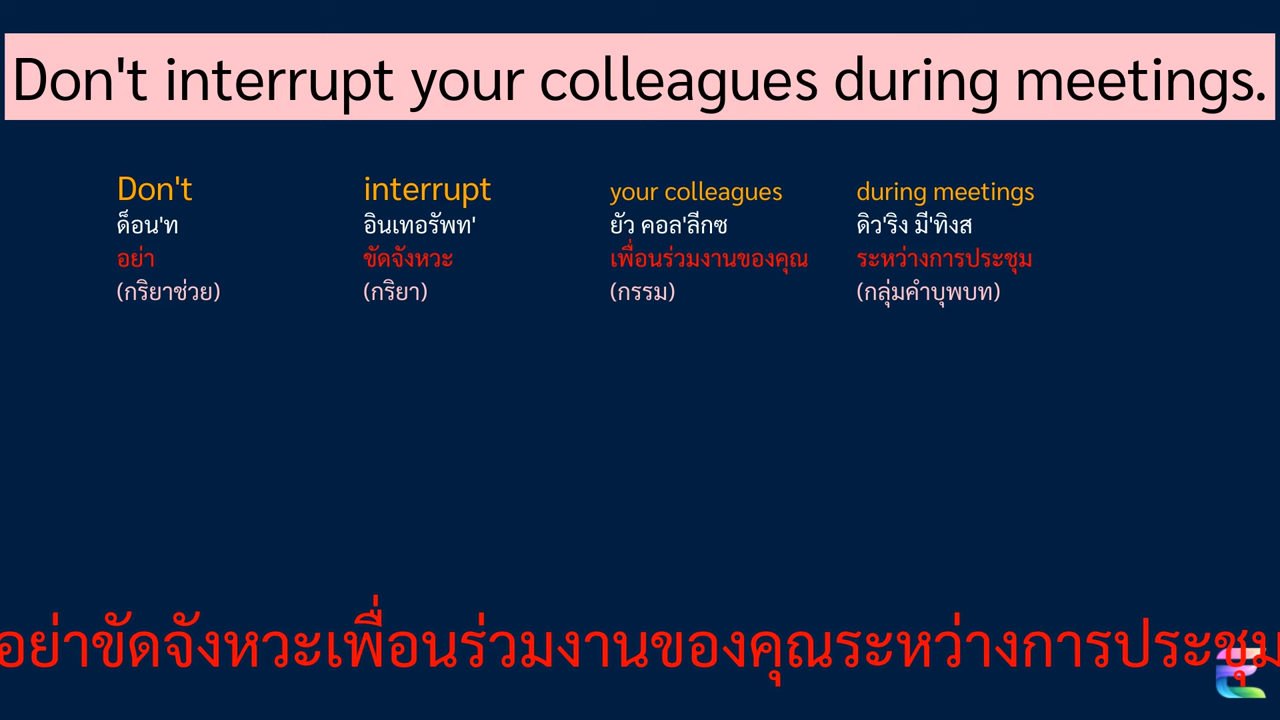 Don't interrupt your colleagues during meetings.
Don't interrupt your colleagues during meetings
ด็อน'ท อินเทอรัพท' ยัว คอล'ลีกซ ดิว'ริง มี'ทิงส
อย่า ขัดจังหวะ เพื่อนร่วมงานของคุณ ระหว่างการประชุม
(กริยาช่วย) (กริยา) (กรรม) (กลุ่มคำบุพบท)
อย่าขัดจังหวะเพื่อนร่วมงานของคุณระหว่างการประชุม